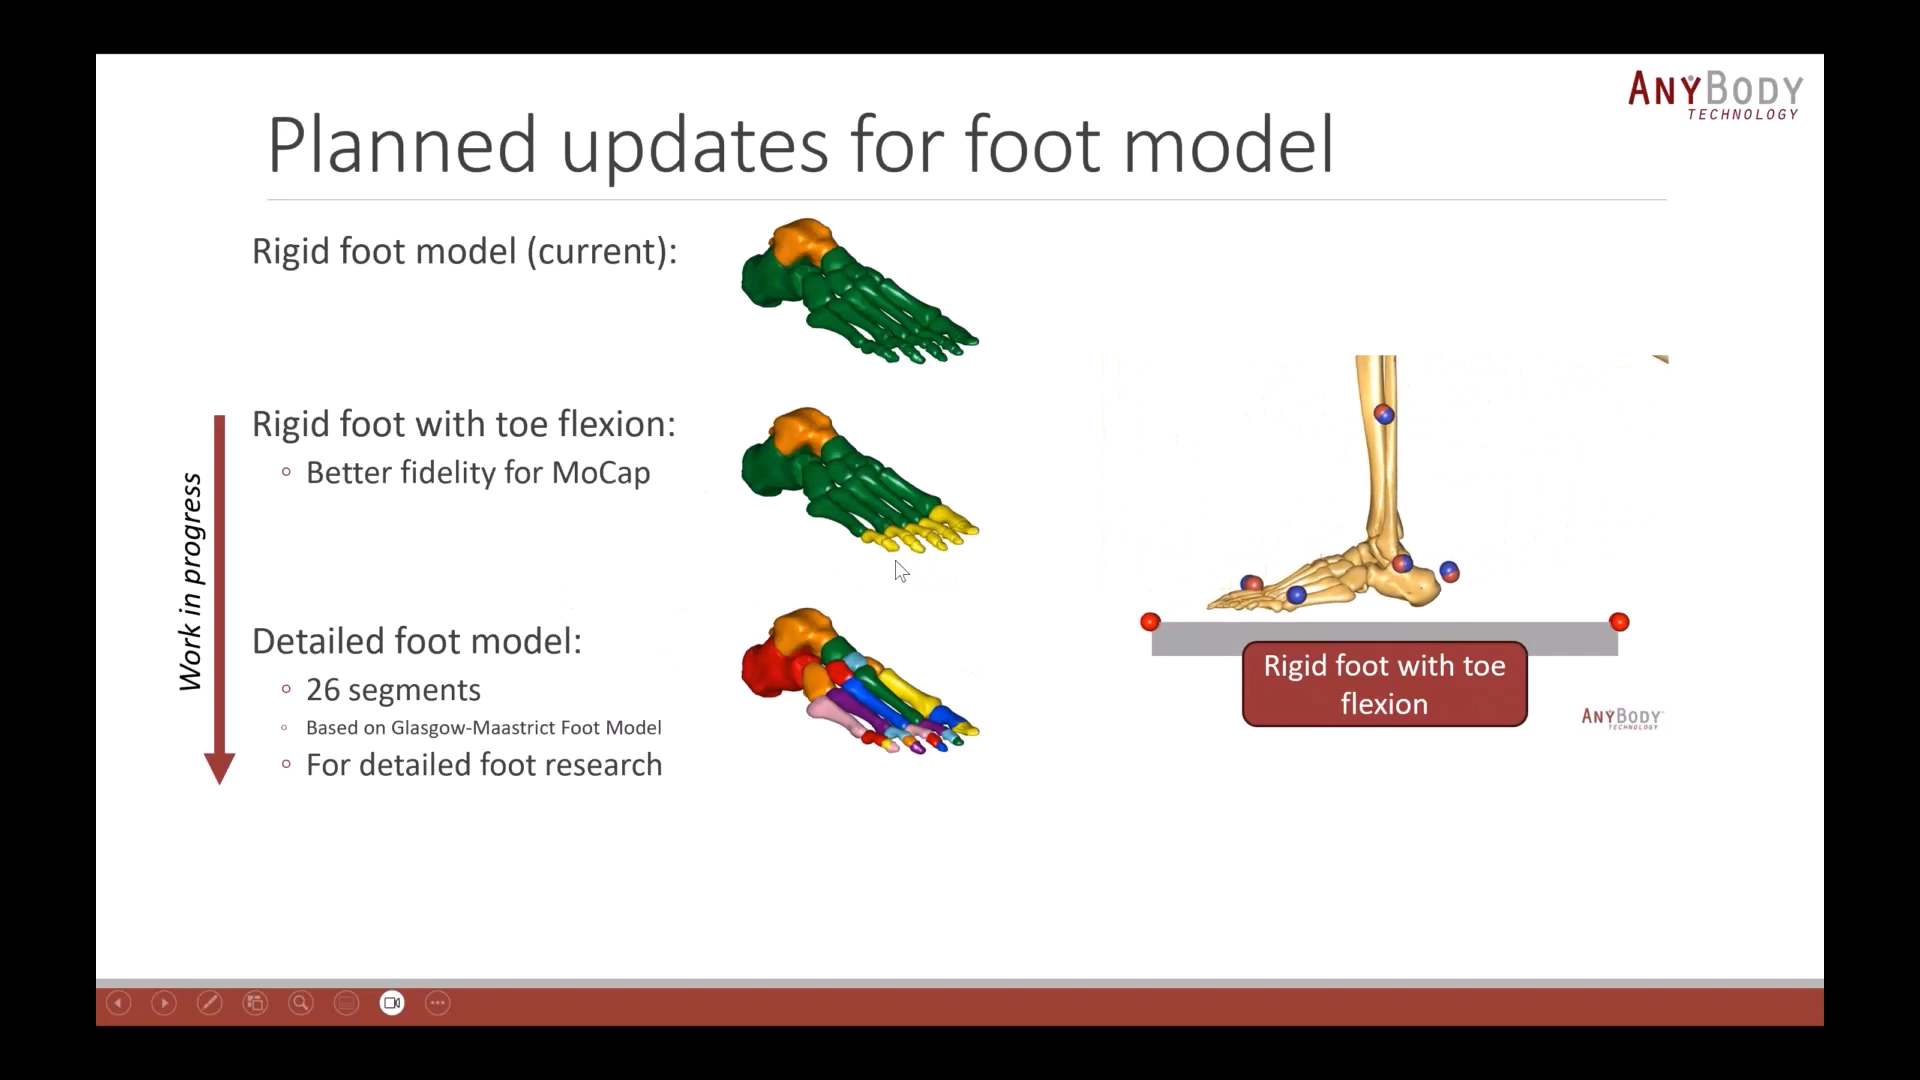 ANYBODY
TECHNOLOGY
Planned updates for foot model
Rigid foot model (current):
Rigid foot with toe flexion:
Better fidelity for MoCap
Work in progress
Detailed foot model:
26 segments
Based on Glasgow-Maastrict Foot Model
For detailed foot research
Rigid foot with toe
flexion
ANYBODY
TECHNOLOGY